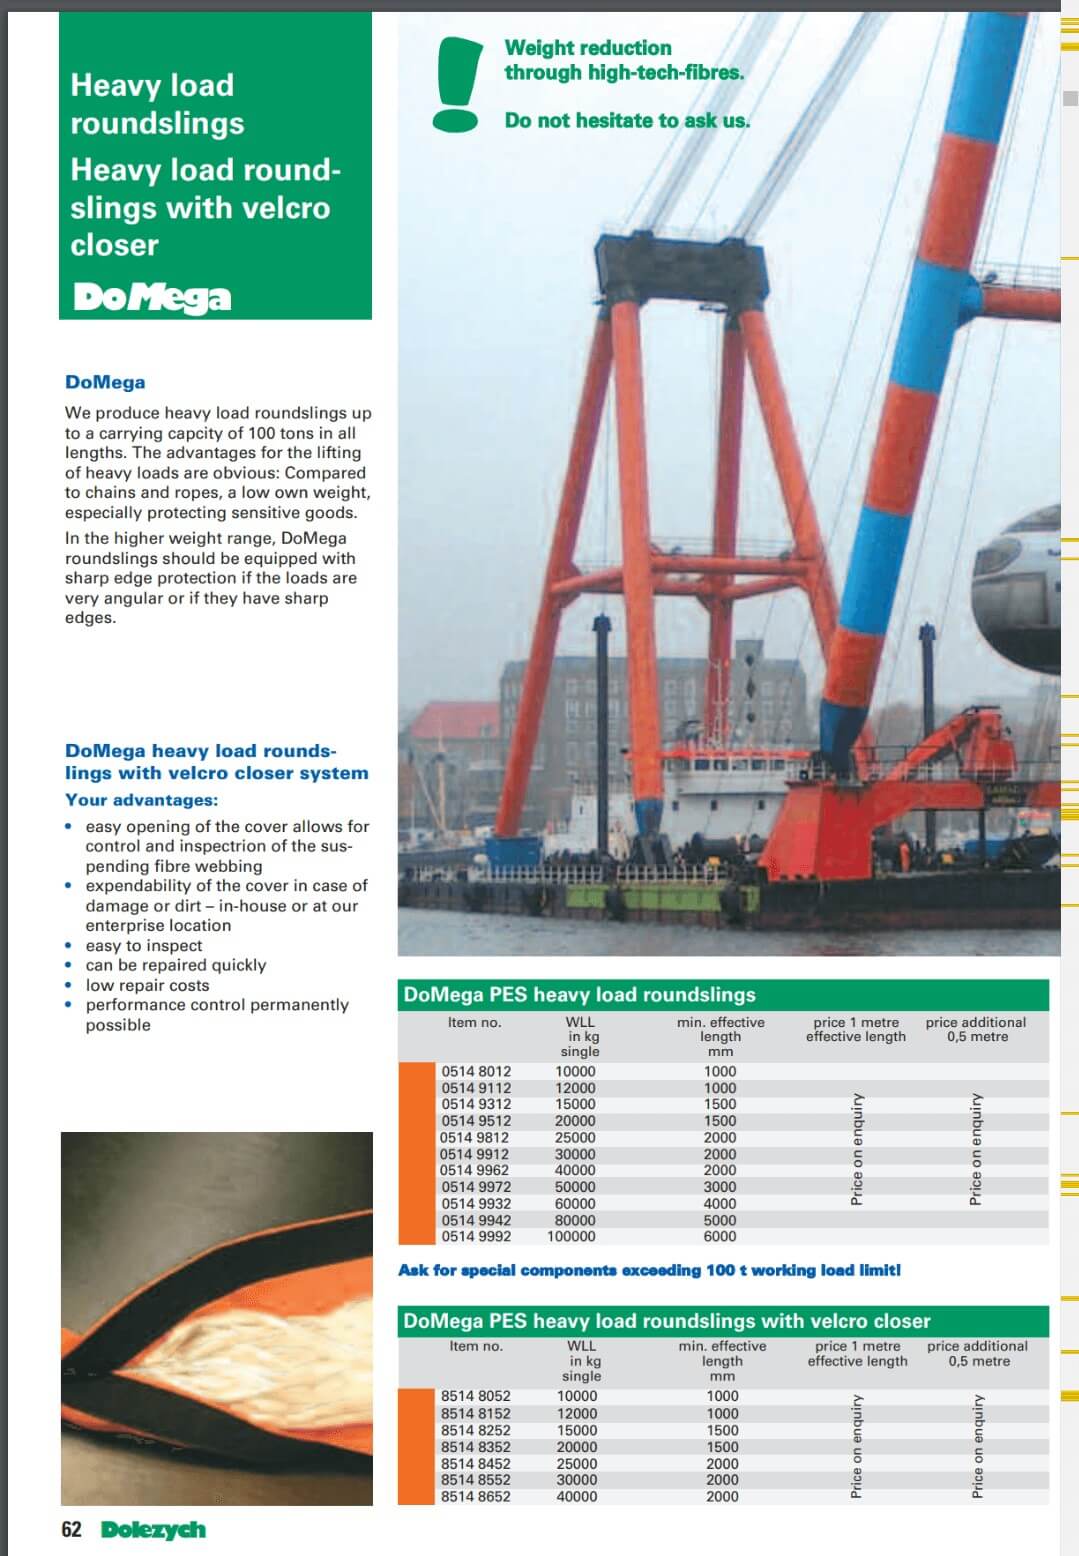 Heavy load
roundslings
Heavy load round-
slings with velcro
closer
DoMega
Weight reduction
through high-tech-fibres.
Do not hesitate to ask us.
DoMega
We produce heavy load roundslings up
to a carrying capcity of 100 tons in all
lengths. The advantages for the lifting
of heavy loads are obvious: Compared
to chains and ropes, a low own weight,
especially protecting sensitive goods.
In the higher weight range, DoMega
roundslings should be equipped with
sharp edge protection if the loads are
very angular or if they have sharp
edges.
DoMega heavy load rounds-
lings with velcro closer system
Your advantages:
• easy opening of the cover allows for
control and inspectrion of the sus-
pending fibre webbing
• expendability of the cover in case of
damage or dirt – in-house or at our
enterprise location
• easy to inspect
• can be repaired quickly
• low repair costs
• performance control permanently
possible
DoMega PES heavy load roundslings
Item no. WLL min. effective price 1 metre price additional
in kg length effective length 0,5 metre
single mm
0514 8012 10000 1000
0514 9112 12000 1000
0514 9312 15000 1500
0514 9512 20000 1500
0514 9812 25000 2000
0514 9912 30000 2000
0514 9962 40000 2000
0514 9972 50000 3000
0514 9932 60000 4000
0514 9942 80000 5000
0514 9992 100000 6000
Price on enquiry
Price on enquiry
Ask for special components exceeding 100 t working load limit!
DoMega PES heavy load roundslings with velcro closer
Item no. WLL min. effective price 1 metre price additional
in kg length effective length 0,5 metre
single mm
8514 8052 10000 1000
8514 8152 12000 1000
8514 8252 15000 1500
8514 8352 20000 1500
8514 8452 25000 2000
8514 8552 30000 2000
8514 8652 40000 2000
Price on enquiry
Price on enquiry
62 Dolezych